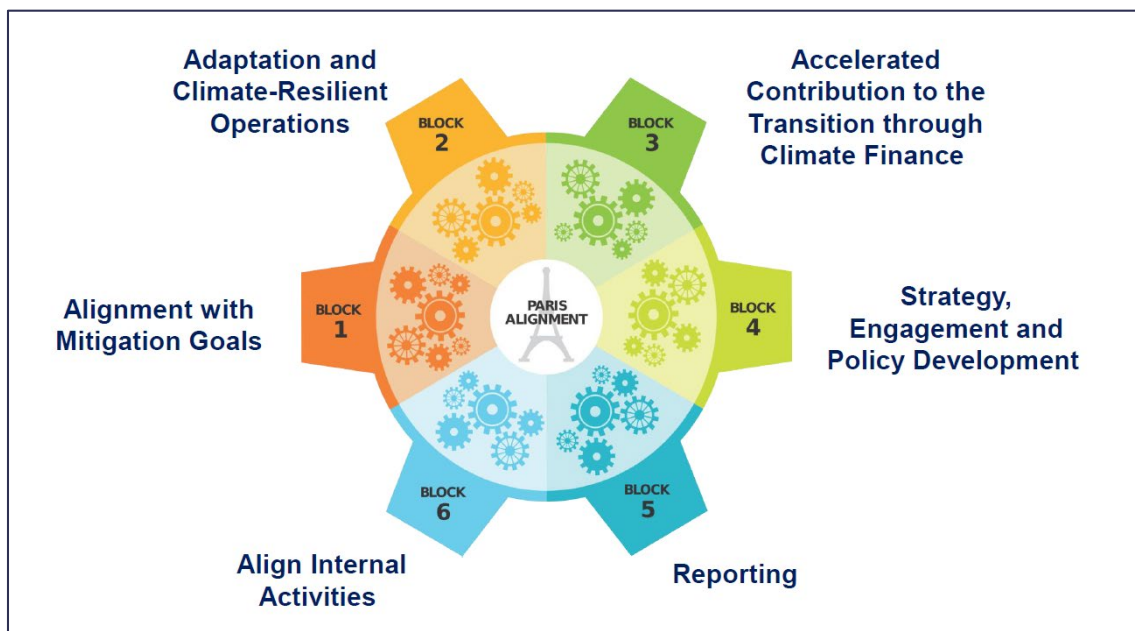 Adaptation and
Climate-Resilient
Operations
BLOCK
2
Accelerated
Contribution to the
Transition through
Climate Finance
BLOCK
3
Alignment with
Mitigation Goals
BLOCK
1
PARIS
ALIGNMENT
BLOCK
4
Strategy,
Engagement and
Policy Development
BLOCK
6
Align Internal
Activities
BLOCK
5
Reporting